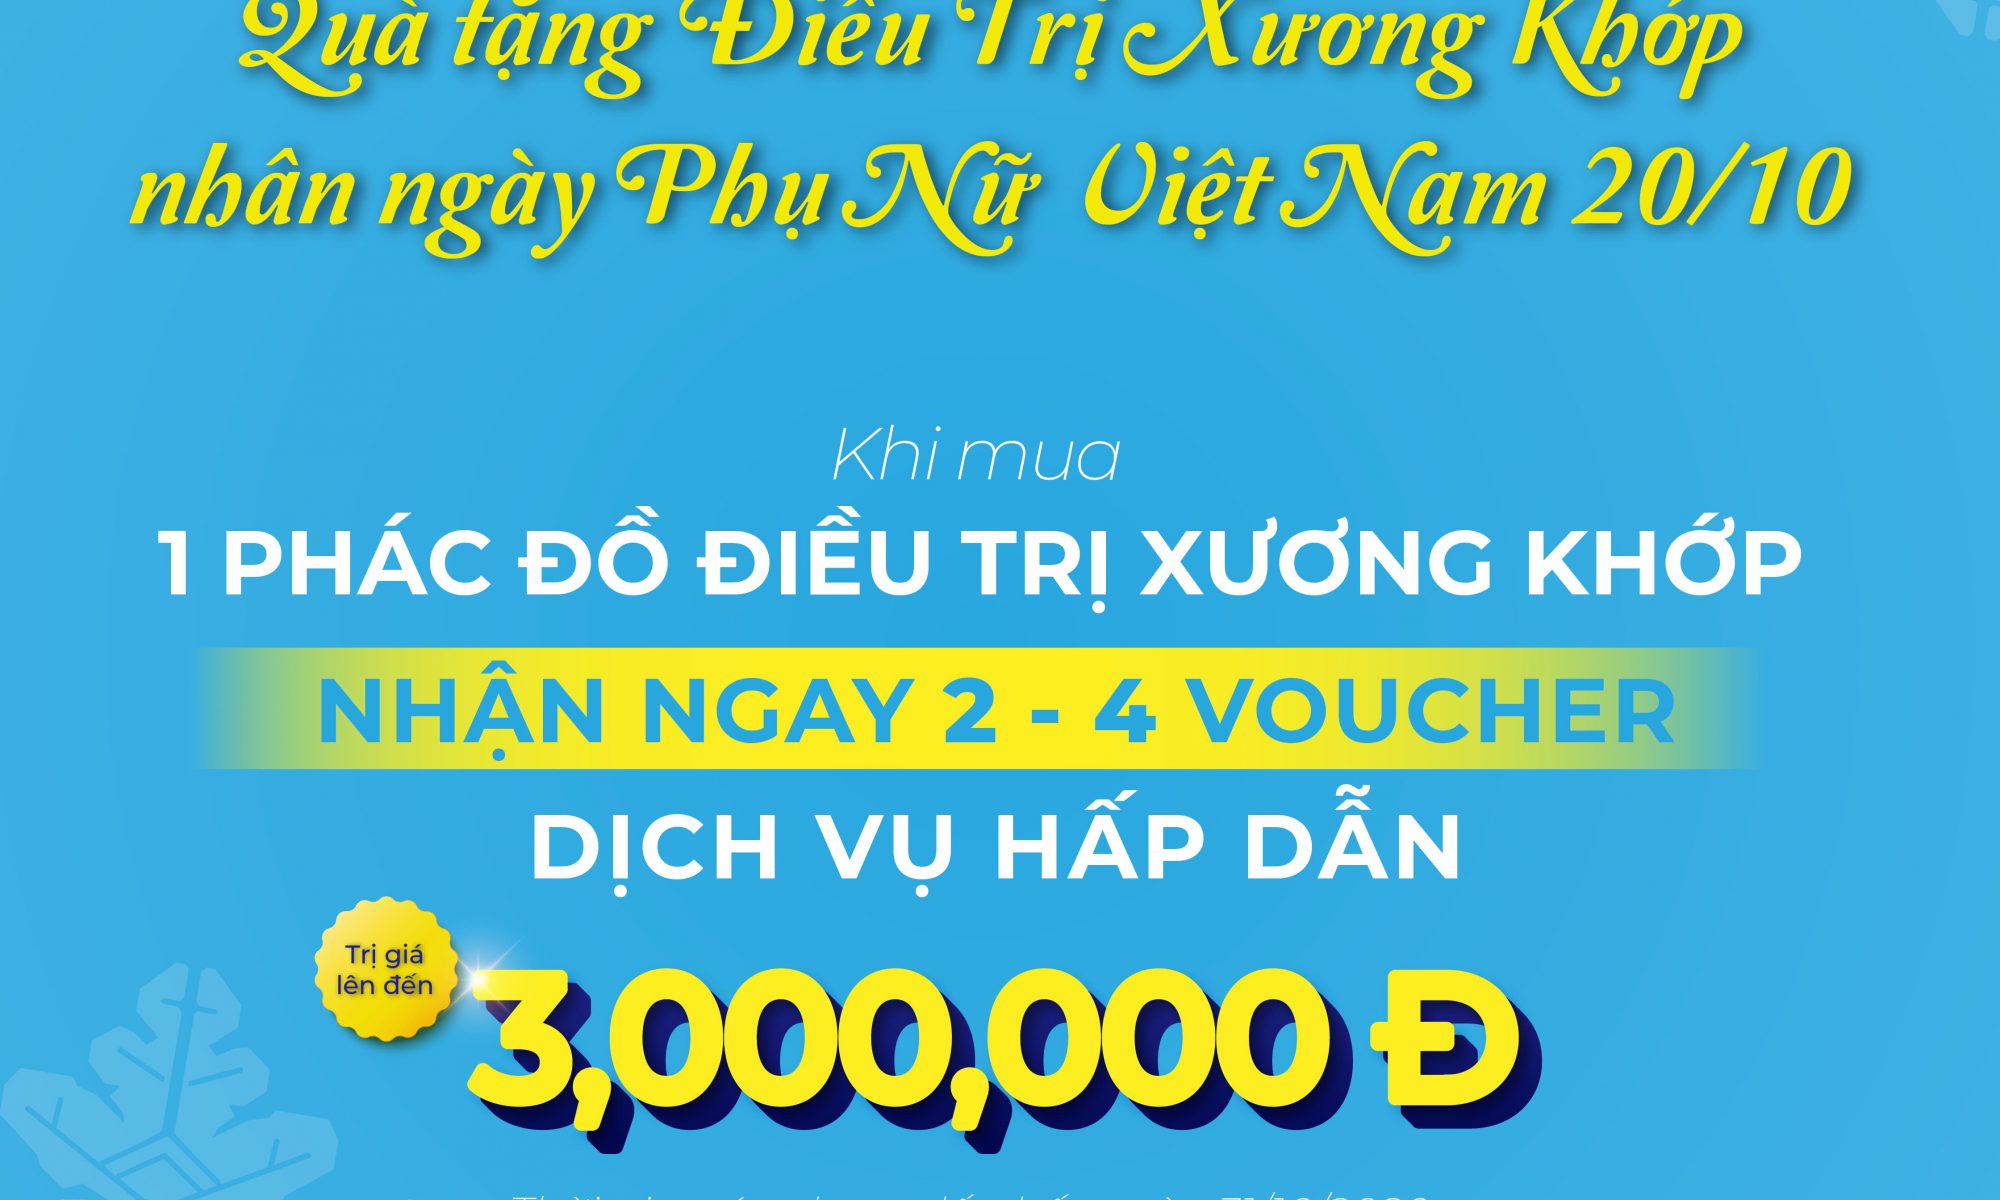 Quà tặng Điều Trị Xương Khớp
nhân ngày Phụ Nữ Việt Nam 20/10
Khi mua
1 PHÁC ĐỒ ĐIỀU TRỊ XƯƠNG KHỚP
NHẬN NGAY 2 - 4 VOUCHER
DỊCH VỤ HẤP DẪN
Trị giá
lên đến
3,000,000 Đ